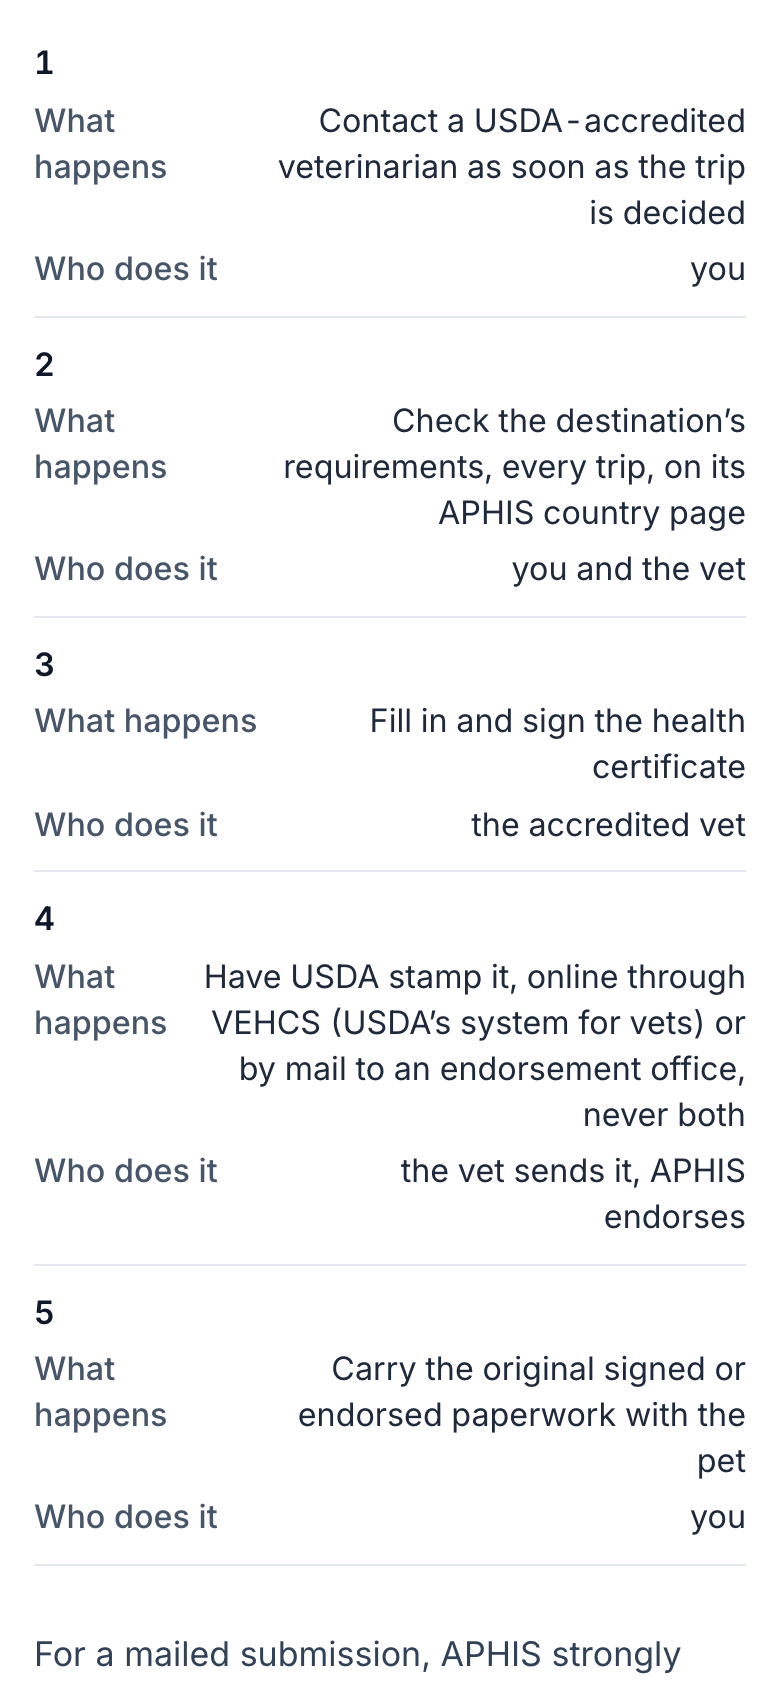 1
What happens
Contact a USDA-accredited veterinarian as soon as the trip is decided
Who does it
you
2
What happens
Check the destination’s requirements, every trip, on its APHIS country page
Who does it
you and the vet
3
What happens
Fill in and sign the health certificate
Who does it
the accredited vet
4
What happens
Have USDA stamp it, online through VEHCS (USDA’s system for vets) or by mail to an endorsement office, never both
Who does it
the vet sends it, APHIS endorses
5
What happens
Carry the original signed or endorsed paperwork with the pet
Who does it
you
For a mailed submission, APHIS strongly